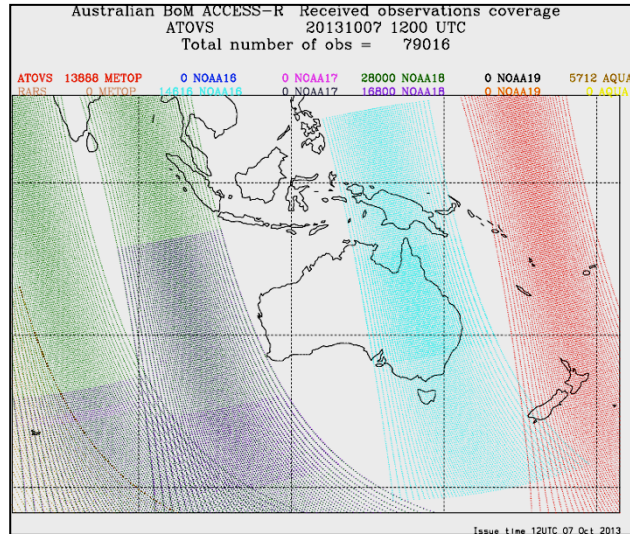 Australian BoM ACCESS-R Received observations coverage
ATOVS 20131007 1200 UTC
Total number of obs = 79016
ATOVS 13888 METOP 0 NOAA16 0 NOAA17 28000 NOAA18 0 NOAA19 5712 AQUA
RARS 0 METOP 14616 NOAA16 0 NOAA17 16800 NOAA18 0 NOAA19 0 AQUA
Issue time 12UTC 07 Oct 2013